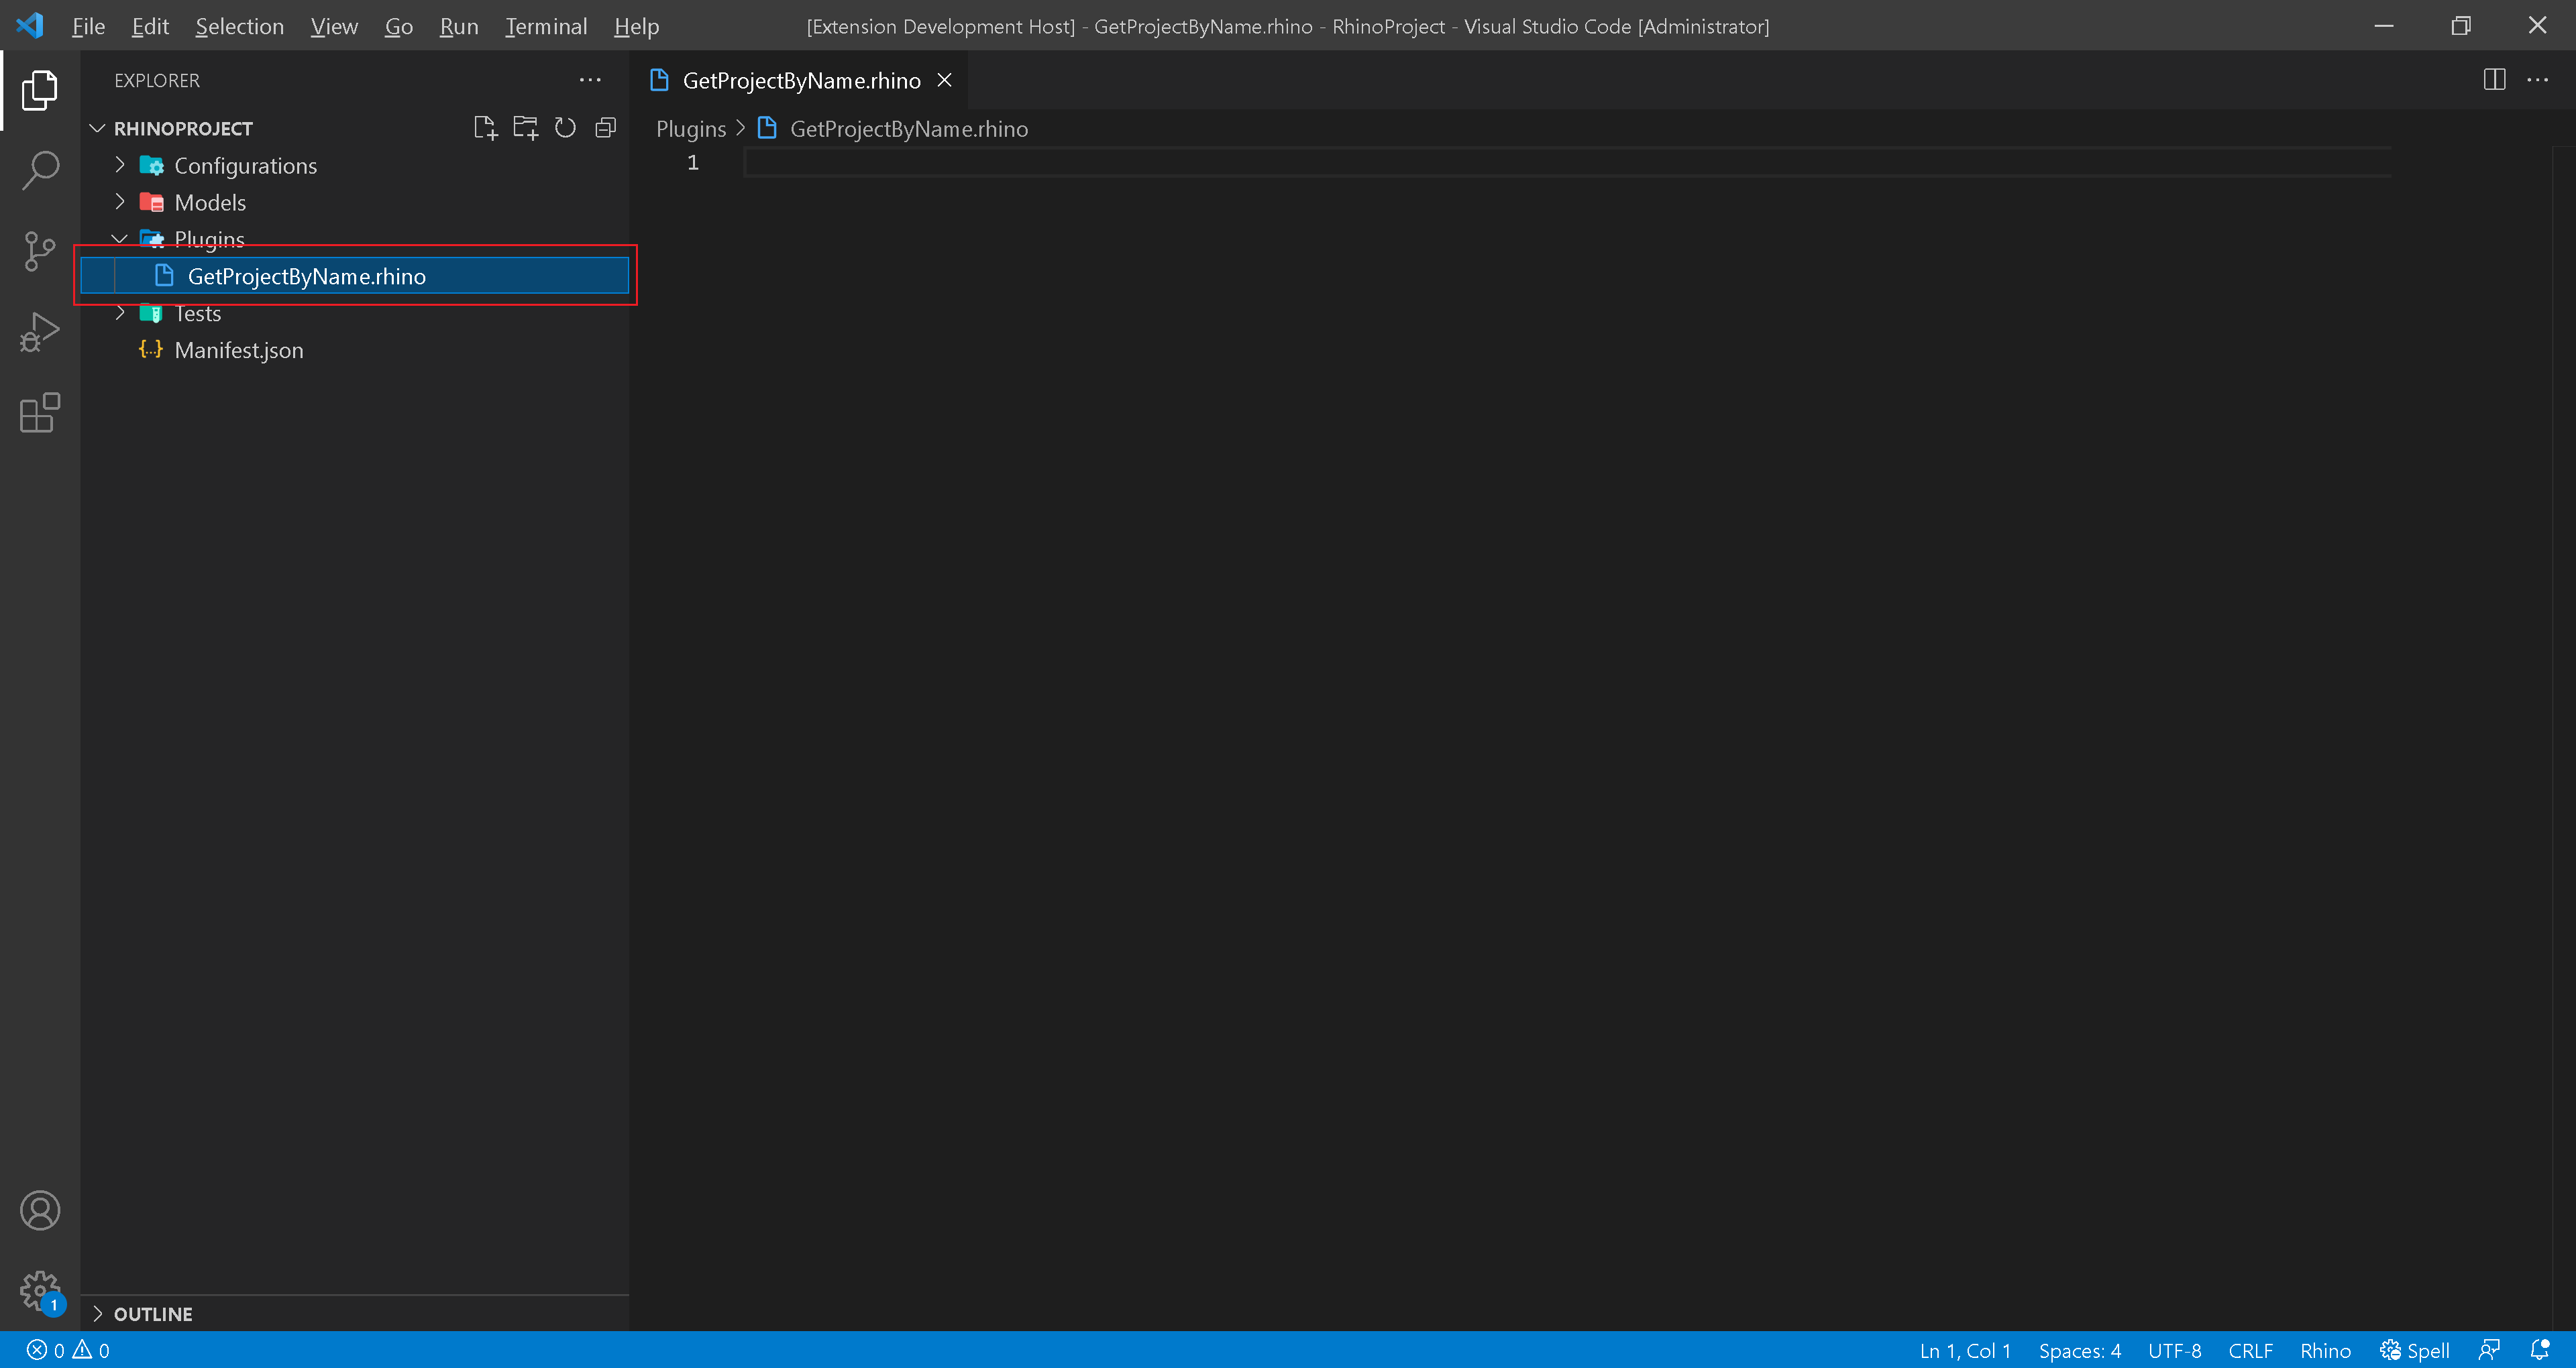 File Edit Selection View Go Run Terminal Help [Extension Development Host] - GetProjectByName.rhino - RhinoProject - Visual Studio Code [Administrator]
EXPLORER
GetProjectByName.rhino
RHINOPROJECT
Plugins > GetProjectByName.rhino
Configurations
1
Models
Plugins
GetProjectByName.rhino
Tests
{..} Manifest.json
1
OUTLINE
0 0 Ln 1, Col 1 Spaces: 4 UTF-8 CRLF Rhino Spell